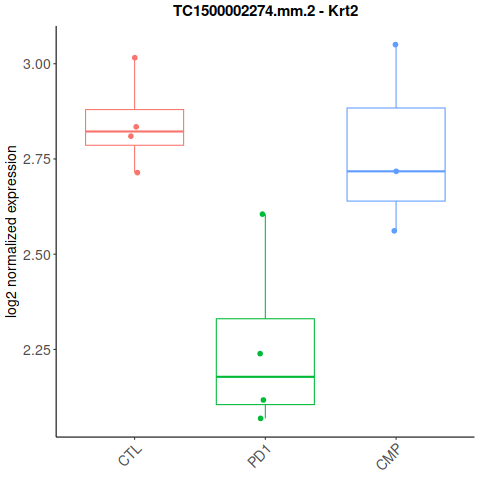 TC1500002274.mm.2 - Krt2
log2 normalized expression
3.00
2.75
2.50
2.25
CTL
PD1
CMP